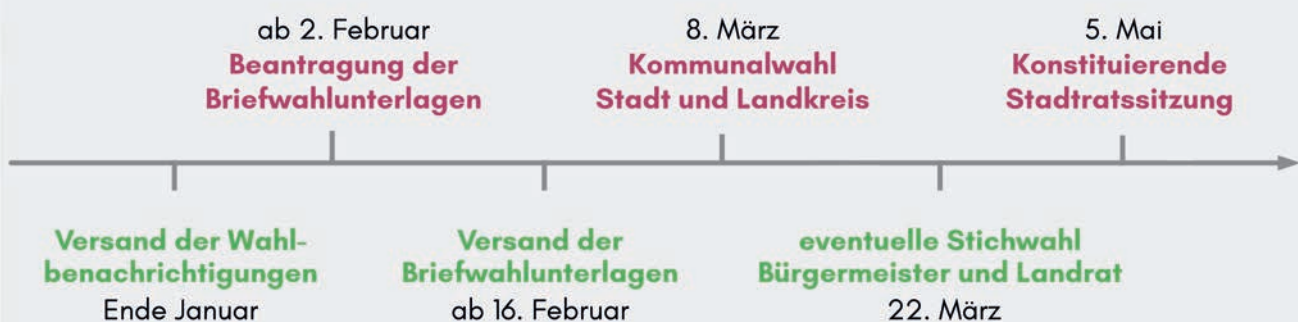 ab 2. Februar
Beantragung der
Briefwahlunterlagen
8. März
Kommunalwahl
Stadt und Landkreis
5. Mai
Konstituierende
Stadtratssitzung
Versand der Wahl-
benachrichtigungen
Ende Januar
Versand der
Briefwahlunterlagen
ab 16. Februar
eventuelle Stichwahl
Bürgermeister und Landrat
22. März